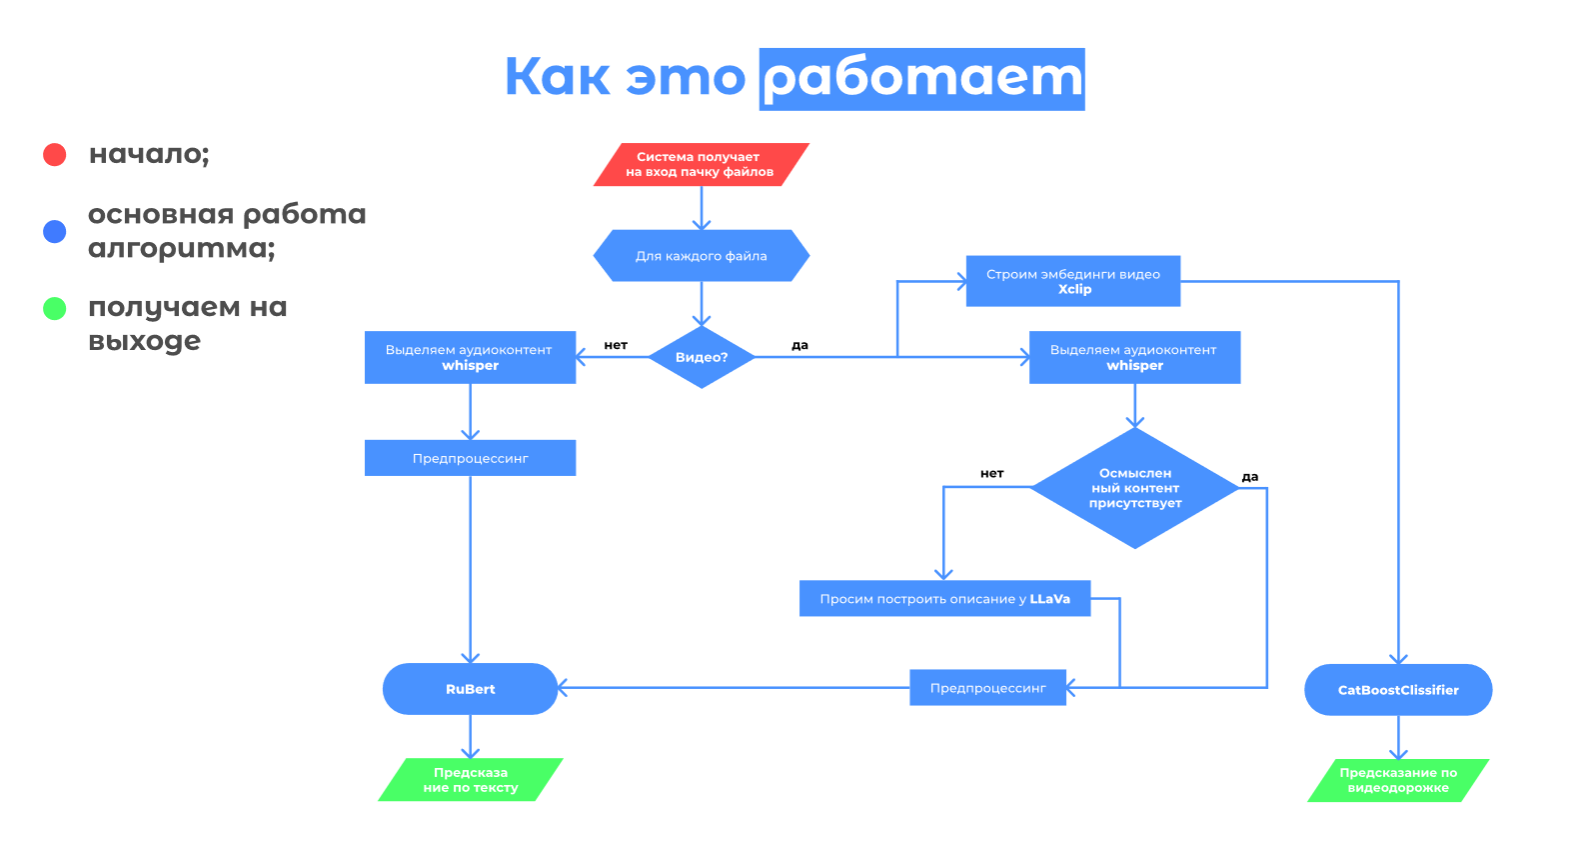 Как это работает
начало;
основная работа
алгоритма;
получаем на
выходе
Система получает
на вход пачку файлов
Для каждого файла
Строим эмбединги видео
Xclip
Видео?
нет
да
Выделяем аудиоконтент
whisper
Выделяем аудиоконтент
whisper
Предпроцессинг
Осмыслен
ный контент
присутствует
нет
да
Просим построить описание у LLaVa
Предпроцессинг
RuBert
CatBoostClissifier
Предсказа
ние по тексту
Предсказание по
видеодорожке